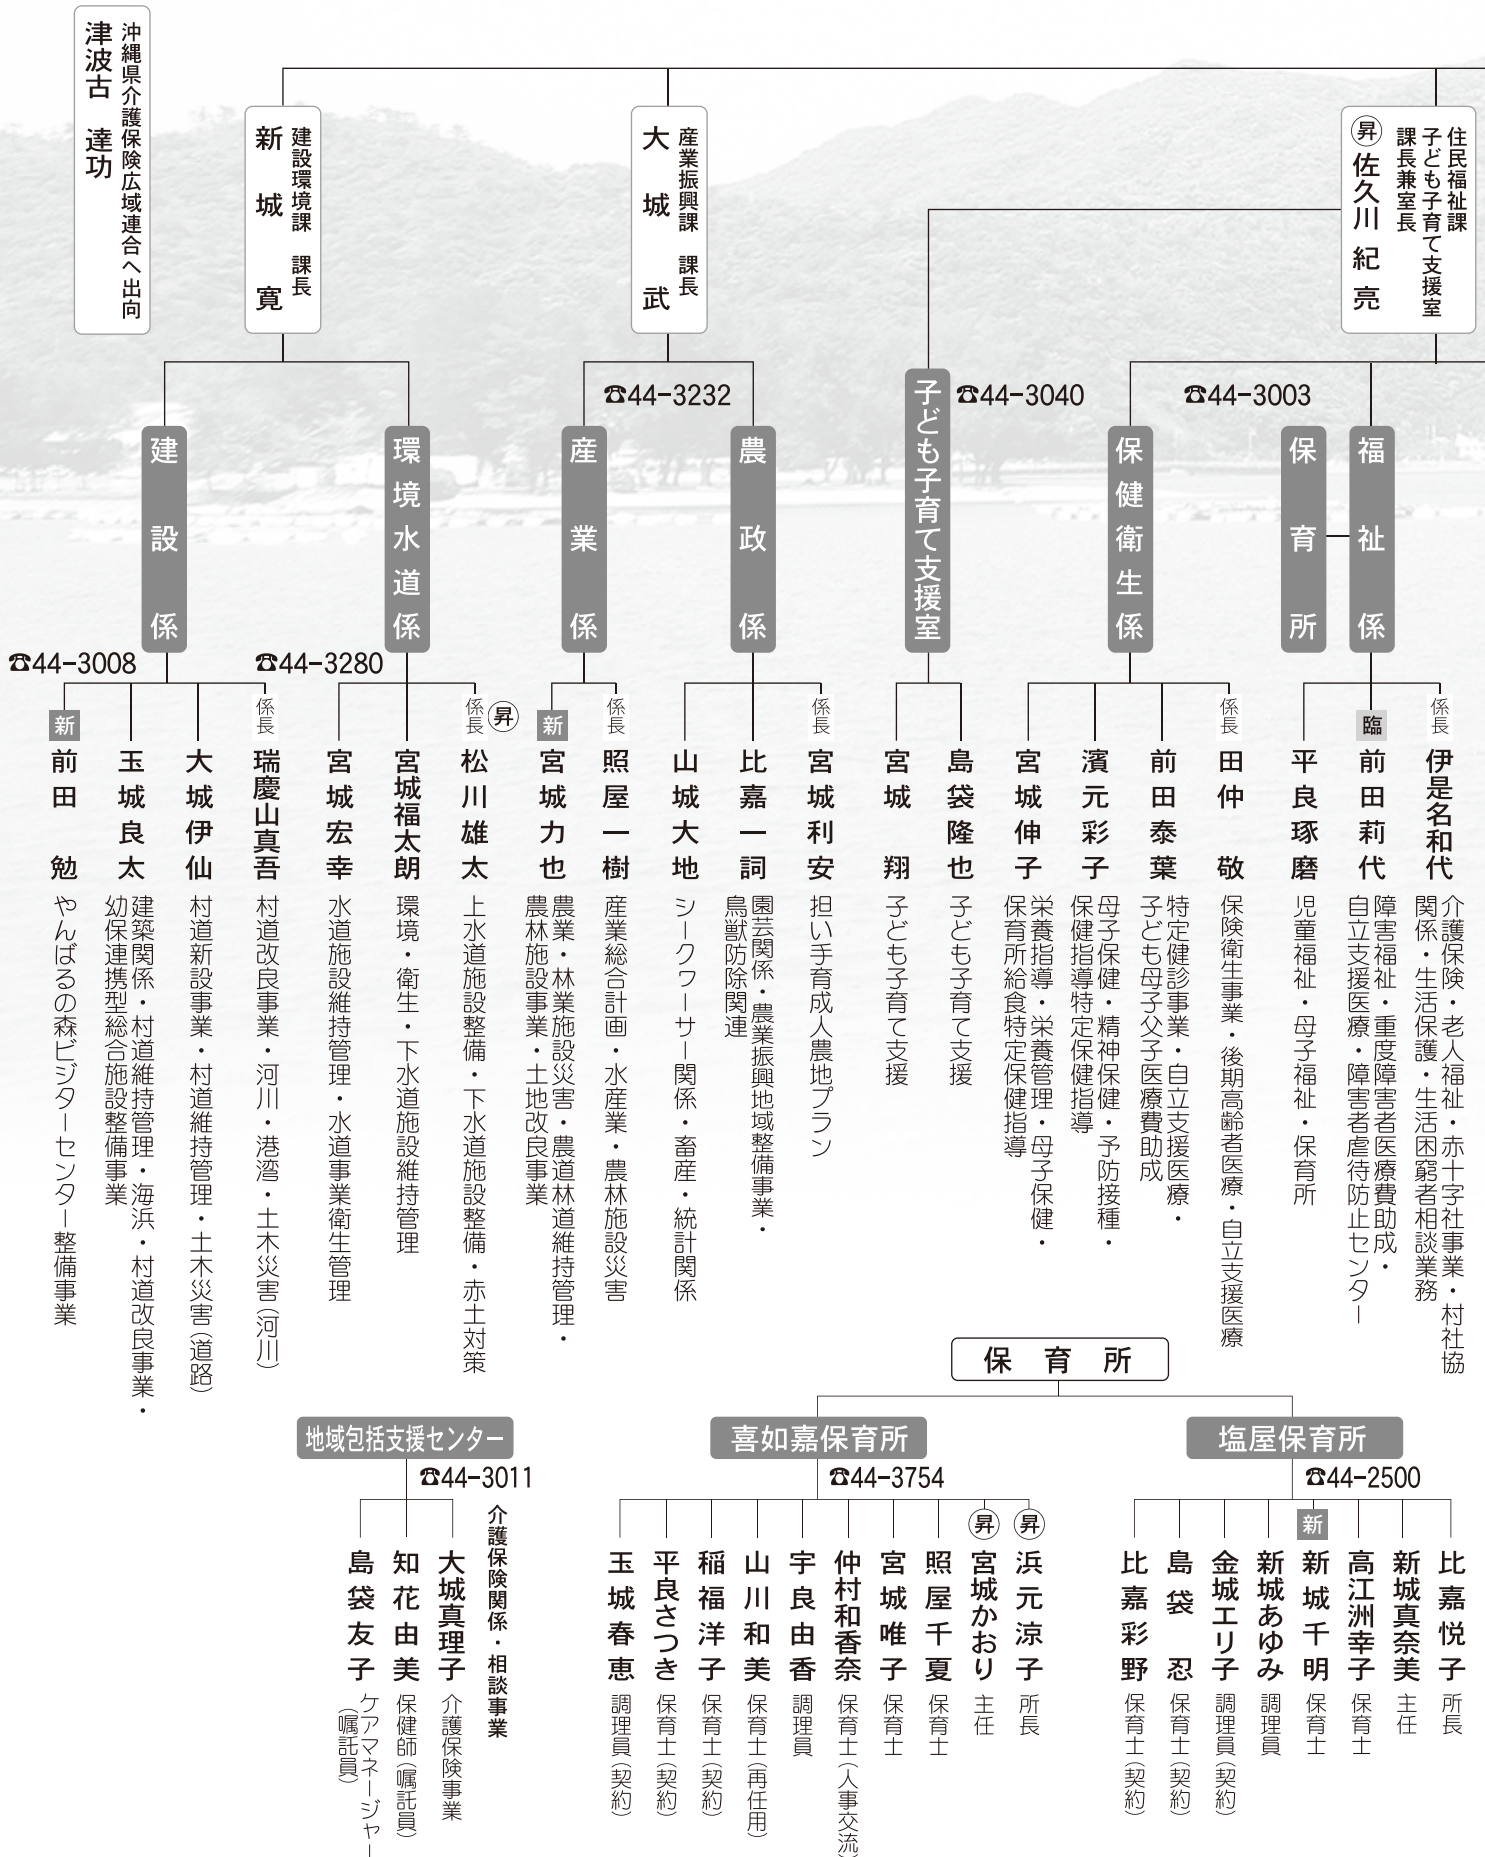 住民福祉課
子ども子育て支援室
課長兼室長
昇 佐久川 紀 亮
産業振興課 課長
大 城 武
建設環境課 課長
新 城 寛
沖縄県介護保険広域連合へ出向
津波古 達功
☎44-3003
福祉係
保育所
係長
伊是名和代
介護保険・老人福祉・赤十字社事業・村社協
関係・生活保護・生活困窮者相談業務
臨
前田莉代
障害福祉・重度障害者医療費助成・
自立支援医療・障害者虐待防止センター
平良琢磨
児童福祉・母子福祉・保育所
保健衛生係
係長
田仲 敬
保険衛生事業・後期高齢者医療・自立支援医療
前田泰葉
特定健診事業・自立支援医療・
子ども母子父子医療費助成
濱元彩子
母子保健・精神保健・予防接種・
保健指導特定保健指導
宮城伸子
栄養指導・栄養管理・母子保健・
保育所給食特定保健指導
☎44-3040
子ども子育て支援室
島袋隆也
子ども子育て支援
宮城 翔
子ども子育て支援
☎44-3232
農政係
係長
宮城利安
担い手育成人農地プラン
比嘉一詞
園芸関係・農業振興地域整備事業・
鳥獣防除関連
山城大地
シークワーサー関係・畜産・統計関係
産業係
係長
照屋一樹
産業総合計画・水産業・農林施設災害
新
宮城力也
農業・林業施設災害・農道林道維持管理・
農林施設事業・土地改良事業
環境水道係
☎44-3280
係長
昇
松川雄太
上水道施設整備・下水道施設整備・赤土対策
宮城福太朗
環境・衛生・下水道施設維持管理
宮城宏幸
水道施設維持管理・水道事業衛生管理
建設係
☎44-3008
係長
瑞慶山真吾
村道改良事業・河川・港湾・土木災害(河川)
大城伊仙
村道新設事業・村道維持管理・土木災害(道路)
玉城良太
建築関係・村道維持管理・海浜・村道改良事業・
幼保連携型総合施設整備事業
新
前田 勉
やんばるの森ビジターセンター整備事業
保育所
塩屋保育所
☎44-2500
比嘉悦子 所長
新城真奈美 主任
高江洲幸子 保育士
新 新城千明 保育士
新城あゆみ 調理員
金城エリ子 調理員(契約)
島袋 忍 保育士(契約)
比嘉彩野 保育士(契約)
喜如嘉保育所
☎44-3754
昇 浜元涼子 所長
昇 宮城かおり 主任
照屋千夏 保育士
宮城唯子 保育士
仲村和香奈 保育士(人事交流)
宇良由香 調理員
山川和美 保育士(再任用)
稲福洋子 保育士(契約)
平良さつき 保育士(契約)
玉城春恵 調理員(契約)
地域包括支援センター
☎44-3011
介護保険関係・相談事業
大城真理子 介護保険事業
知花由美 保健師(嘱託員)
島袋友子 ケアマネージャー
(嘱託員)